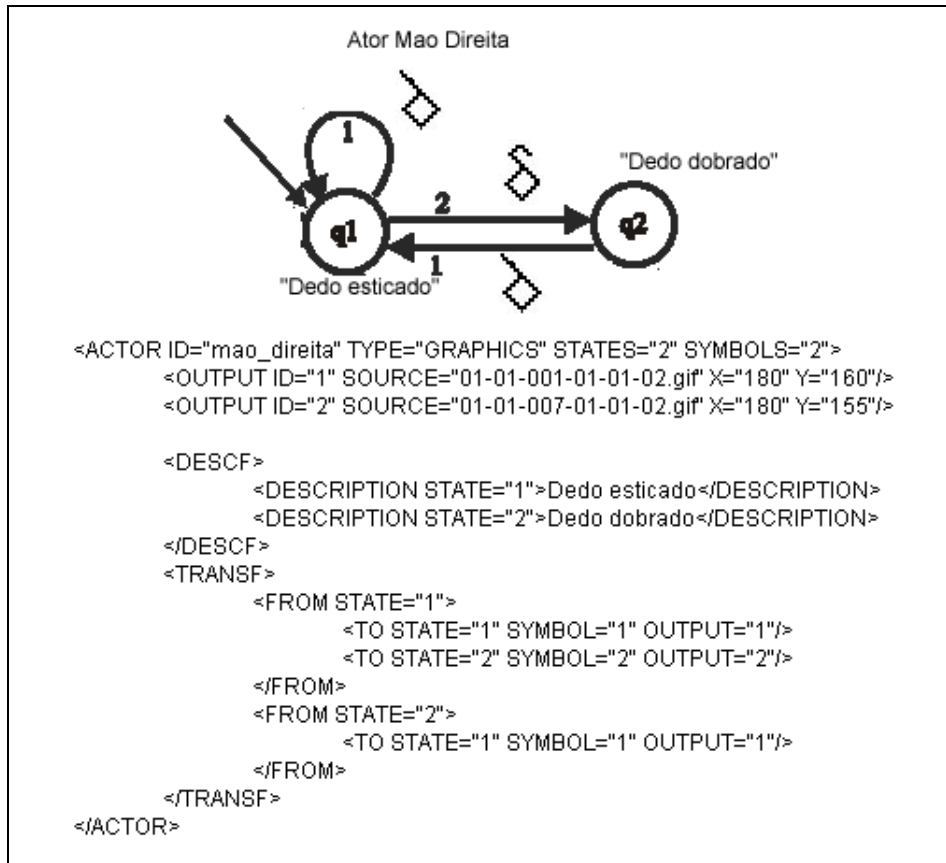 Ator Mao Direita
1
"Dedo dobrado"
2
q1
q2
1
"Dedo esticado"
<ACTOR ID="mao_direita" TYPE="GRAPHICS" STATES="2" SYMBOLS="2">
<OUTPUT ID="1" SOURCE="01-01-001-01-01-02.gif" X="180" Y="160"/>
<OUTPUT ID="2" SOURCE="01-01-007-01-01-02.gif" X="180" Y="155"/>
<DESCF>
<DESCRIPTION STATE="1">Dedo esticado</DESCRIPTION>
<DESCRIPTION STATE="2">Dedo dobrado</DESCRIPTION>
</DESCF>
<TRANSF>
<FROM STATE="1">
<TO STATE="1" SYMBOL="1" OUTPUT="1"/>
<TO STATE="2" SYMBOL="2" OUTPUT="2"/>
</FROM>
<FROM STATE="2">
<TO STATE="1" SYMBOL="1" OUTPUT="1"/>
</FROM>
</TRANSF>
</ACTOR>